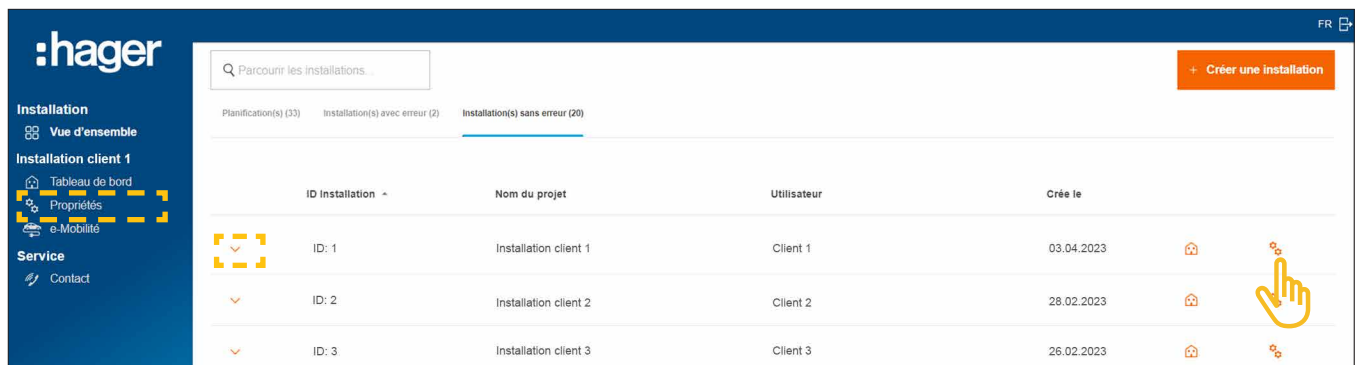 FR
:hager
Parcourir les installations...
+ Créer une installation
Installation
Vue d'ensemble
Installation client 1
Tableau de bord
Propriétés
e-Mobilité
Service
Contact
Planification(s) (33) Installation(s) avec erreur (2) Installation(s) sans erreur (20)
ID Installation Nom du projet Utilisateur Crée le
ID: 1 Installation client 1 Client 1 03.04.2023
ID: 2 Installation client 2 Client 2 28.02.2023
ID: 3 Installation client 3 Client 3 26.02.2023